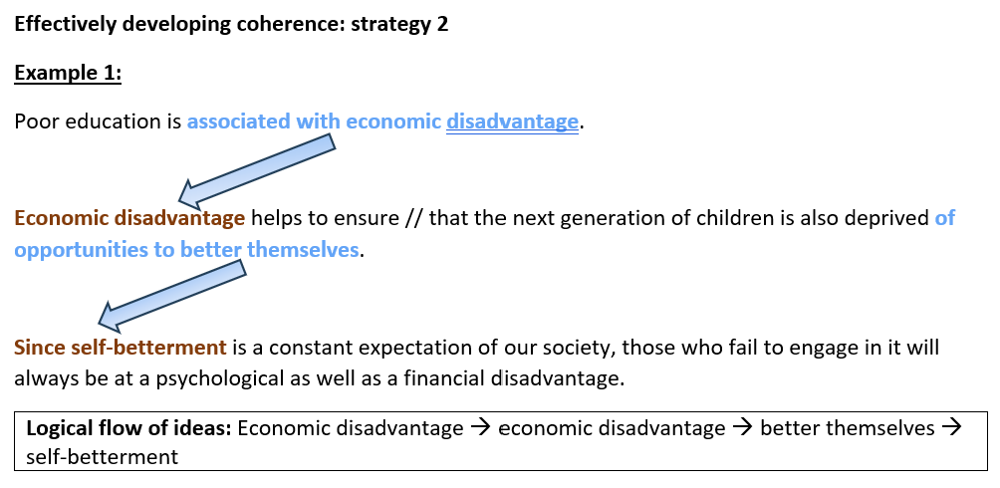 Effectively developing coherence: strategy 2
Example 1:
Poor education is associated with economic disadvantage.
Economic disadvantage helps to ensure // that the next generation of children is also deprived of
opportunities to better themselves.
Since self-betterment is a constant expectation of our society, those who fail to engage in it will
always be at a psychological as well as a financial disadvantage.
Logical flow of ideas: Economic disadvantage → economic disadvantage → better themselves →
self-betterment